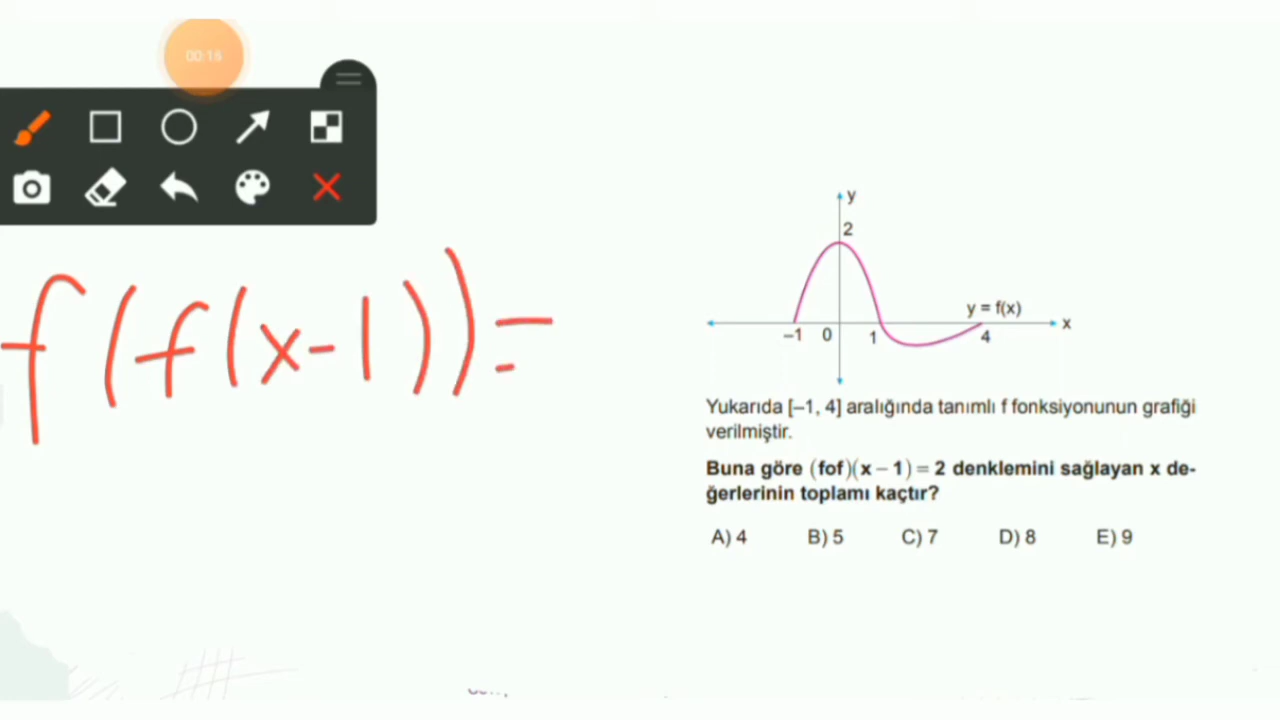 00:16
f(f(x-1))=
y
2
y = f(x)
x
–1 0 1 4
Yukarıda [–1, 4] aralığında tanımlı f fonksiyonunun grafiği
verilmiştir.
Buna göre (fof)(x – 1) = 2 denklemini sağlayan x de-
ğerlerinin toplamı kaçtır?
A) 4 B) 5 C) 7 D) 8 E) 9